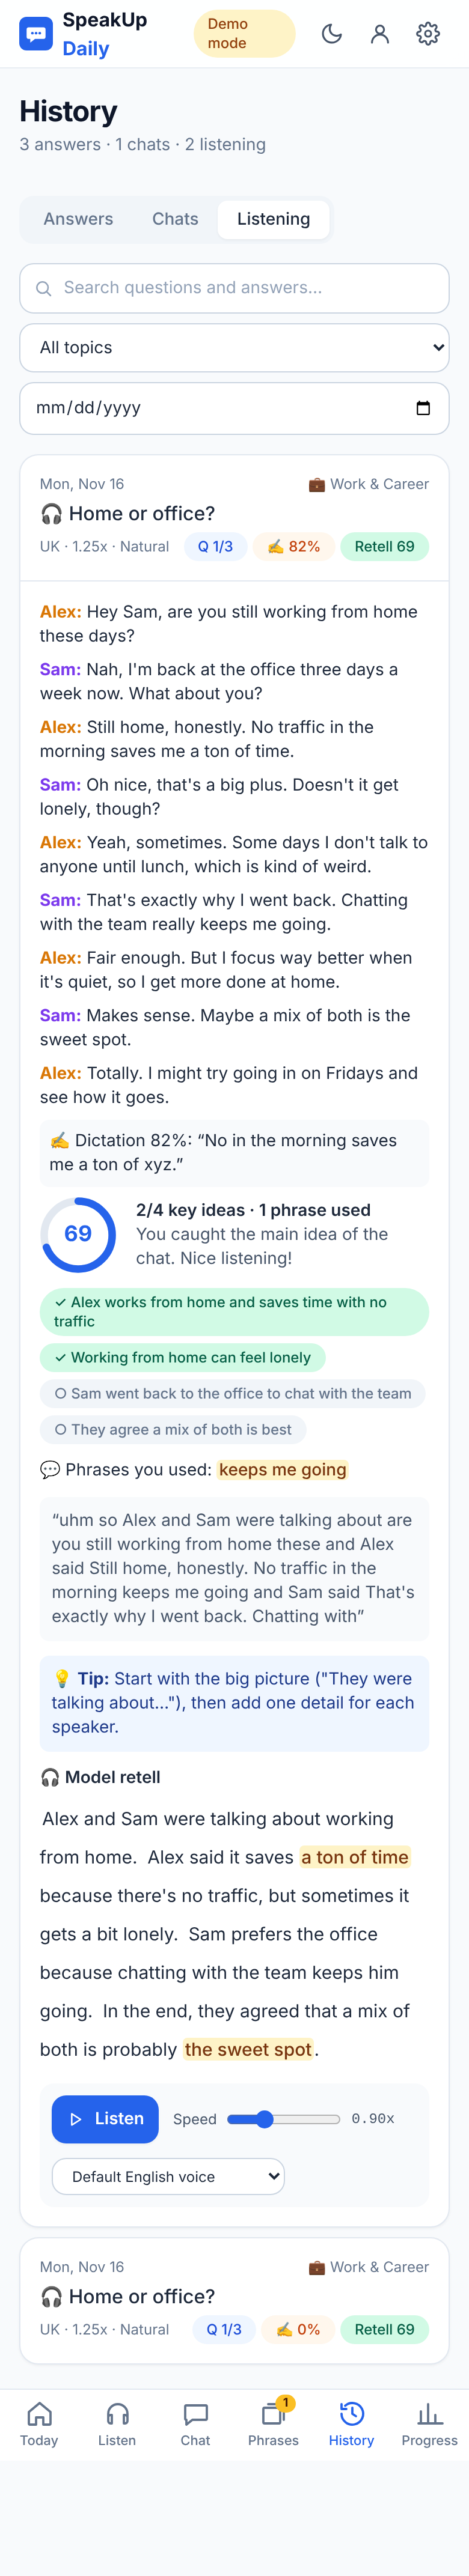 SpeakUp
Daily
Demo
mode
History
3 answers · 1 chats · 2 listening
Answers Chats Listening
Search questions and answers...
All topics
mm/dd/yyyy
Mon, Nov 16 💼 Work & Career
🎧 Home or office?
UK · 1.25x · Natural Q 1/3 ✍️ 82% Retell 69
Alex: Hey Sam, are you still working from home
these days?
Sam: Nah, I'm back at the office three days a
week now. What about you?
Alex: Still home, honestly. No traffic in the
morning saves me a ton of time.
Sam: Oh nice, that's a big plus. Doesn't it get
lonely, though?
Alex: Yeah, sometimes. Some days I don't talk to
anyone until lunch, which is kind of weird.
Sam: That's exactly why I went back. Chatting
with the team really keeps me going.
Alex: Fair enough. But I focus way better when
it's quiet, so I get more done at home.
Sam: Makes sense. Maybe a mix of both is the
sweet spot.
Alex: Totally. I might try going in on Fridays and
see how it goes.
✍️ Dictation 82%: “No in the morning saves
me a ton of xyz.”
69
2/4 key ideas · 1 phrase used
You caught the main idea of the
chat. Nice listening!
✓ Alex works from home and saves time with no
traffic
✓ Working from home can feel lonely
○ Sam went back to the office to chat with the team
○ They agree a mix of both is best
💬 Phrases you used: keeps me going
“uhm so Alex and Sam were talking about are
you still working from home these and Alex
said Still home, honestly. No traffic in the
morning keeps me going and Sam said That's
exactly why I went back. Chatting with”
💡 Tip: Start with the big picture ("They were
talking about..."), then add one detail for each
speaker.
🎧 Model retell
Alex and Sam were talking about working
from home. Alex said it saves a ton of time
because there's no traffic, but sometimes it
gets a bit lonely. Sam prefers the office
because chatting with the team keeps him
going. In the end, they agreed that a mix of
both is probably the sweet spot.
Listen Speed 0.90x
Default English voice
Mon, Nov 16 💼 Work & Career
🎧 Home or office?
UK · 1.25x · Natural Q 1/3 ✍️ 0% Retell 69
1
Today Listen Chat Phrases History Progress